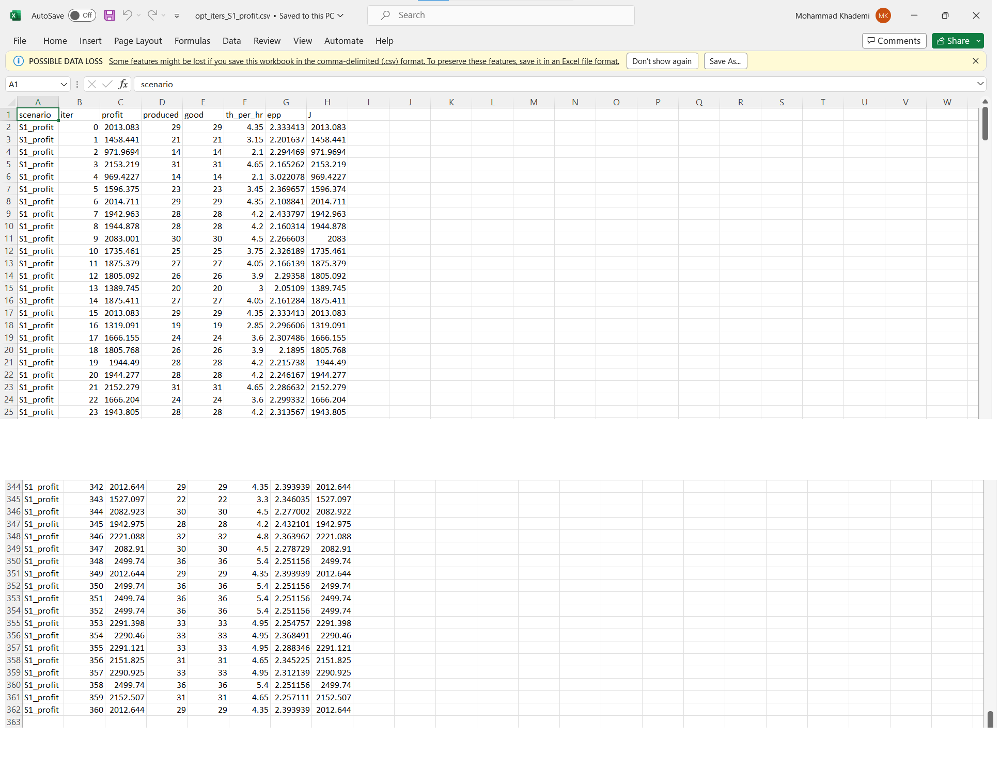 AutoSave Off opt_iters_S1_profit.csv • Saved to this PC Search Mohammad Khademi MK
File Home Insert Page Layout Formulas Data Review View Automate Help Comments Share
POSSIBLE DATA LOSS Some features might be lost if you save this workbook in the comma-delimited (.csv) format. To preserve these features, save it in an Excel file format. Don't show again Save As...
A1 fx scenario
A B C D E F G H I J K L M N O P Q R S T U V W
1 scenario iter profit produced good th_per_hr epp J
2 S1_profit 0 2013.083 29 29 4.35 2.333413 2013.083
3 S1_profit 1 1458.441 21 21 3.15 2.201637 1458.441
4 S1_profit 2 971.9694 14 14 2.1 2.294469 971.9694
5 S1_profit 3 2153.219 31 31 4.65 2.165262 2153.219
6 S1_profit 4 969.4227 14 14 2.1 3.022078 969.4227
7 S1_profit 5 1596.375 23 23 3.45 2.369657 1596.374
8 S1_profit 6 2014.711 29 29 4.35 2.108841 2014.711
9 S1_profit 7 1942.963 28 28 4.2 2.433797 1942.963
10 S1_profit 8 1944.878 28 28 4.2 2.160314 1944.878
11 S1_profit 9 2083.001 30 30 4.5 2.266603 2083
12 S1_profit 10 1735.461 25 25 3.75 2.326189 1735.461
13 S1_profit 11 1875.379 27 27 4.05 2.166139 1875.379
14 S1_profit 12 1805.092 26 26 3.9 2.29358 1805.092
15 S1_profit 13 1389.745 20 20 3 2.05109 1389.745
16 S1_profit 14 1875.411 27 27 4.05 2.161284 1875.411
17 S1_profit 15 2013.083 29 29 4.35 2.333413 2013.083
18 S1_profit 16 1319.091 19 19 2.85 2.296606 1319.091
19 S1_profit 17 1666.155 24 24 3.6 2.307486 1666.155
20 S1_profit 18 1805.768 26 26 3.9 2.1895 1805.768
21 S1_profit 19 1944.49 28 28 4.2 2.215738 1944.49
22 S1_profit 20 1944.277 28 28 4.2 2.246167 1944.277
23 S1_profit 21 2152.279 31 31 4.65 2.286632 2152.279
24 S1_profit 22 1666.204 24 24 3.6 2.299332 1666.204
25 S1_profit 23 1943.805 28 28 4.2 2.313567 1943.805
344 S1_profit 342 2012.644 29 29 4.35 2.393939 2012.644
345 S1_profit 343 1527.097 22 22 3.3 2.346035 1527.097
346 S1_profit 344 2082.923 30 30 4.5 2.277002 2082.922
347 S1_profit 345 1942.975 28 28 4.2 2.432101 1942.975
348 S1_profit 346 2221.088 32 32 4.8 2.363962 2221.088
349 S1_profit 347 2082.91 30 30 4.5 2.278729 2082.91
350 S1_profit 348 2499.74 36 36 5.4 2.251156 2499.74
351 S1_profit 349 2012.644 29 29 4.35 2.393939 2012.644
352 S1_profit 350 2499.74 36 36 5.4 2.251156 2499.74
353 S1_profit 351 2499.74 36 36 5.4 2.251156 2499.74
354 S1_profit 352 2499.74 36 36 5.4 2.251156 2499.74
355 S1_profit 353 2291.398 33 33 4.95 2.254757 2291.398
356 S1_profit 354 2290.46 33 33 4.95 2.368491 2290.46
357 S1_profit 355 2291.121 33 33 4.95 2.288346 2291.121
358 S1_profit 356 2151.825 31 31 4.65 2.345225 2151.825
359 S1_profit 357 2290.925 33 33 4.95 2.312139 2290.925
360 S1_profit 358 2499.74 36 36 5.4 2.251156 2499.74
361 S1_profit 359 2152.507 31 31 4.65 2.257111 2152.507
362 S1_profit 360 2012.644 29 29 4.35 2.393939 2012.644
363